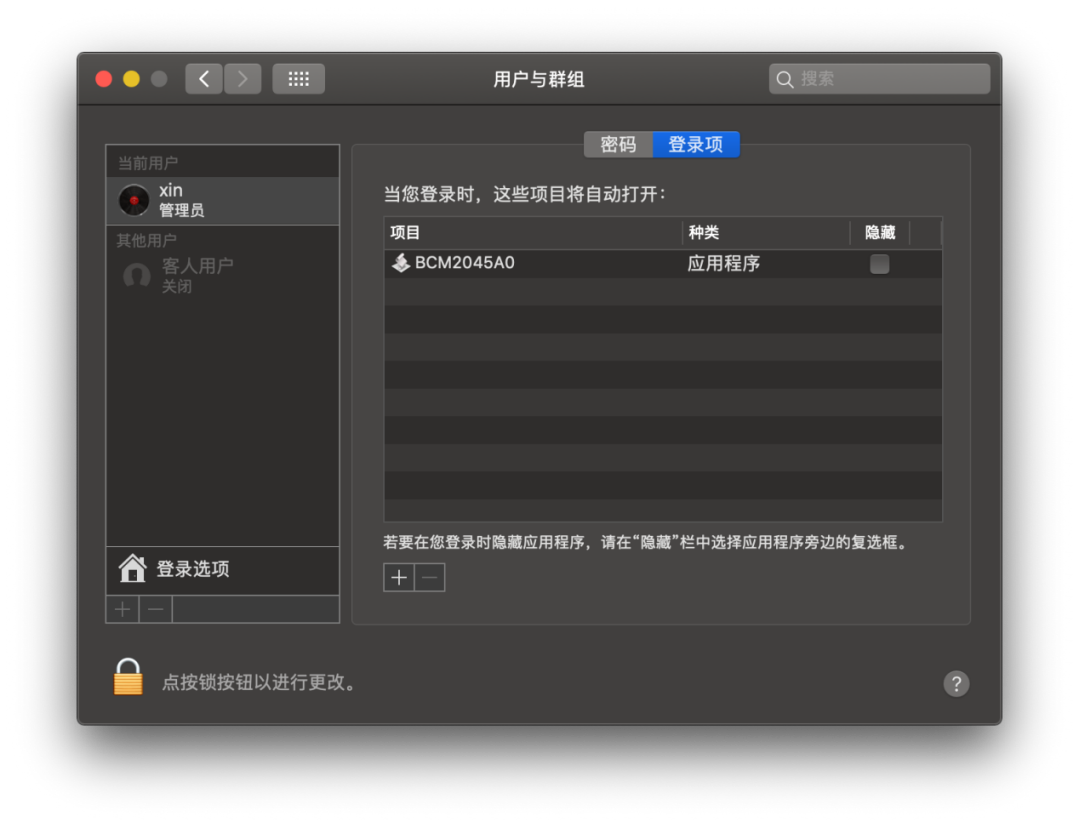 用户与群组
搜索
密码
登录项
当前用户
xin
管理员
其他用户
客人用户
关闭
登录选项
当您登录时，这些项目将自动打开：
项目 种类 隐藏
BCM2045A0 应用程序
若要在您登录时隐藏应用程序，请在“隐藏”栏中选择应用程序旁边的复选框。
点按锁按钮以进行更改。
?